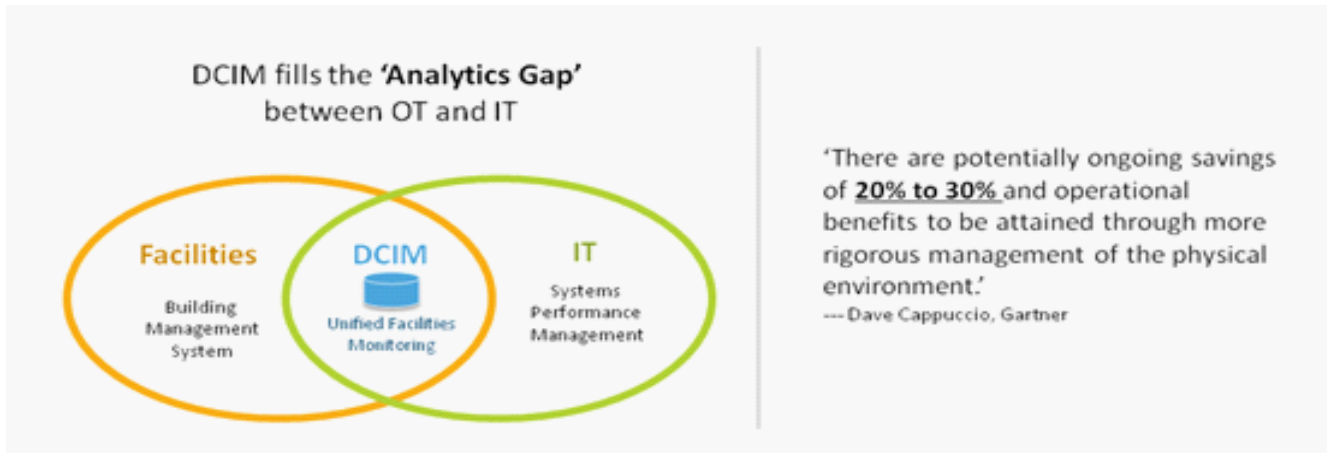 DCIM fills the ‘Analytics Gap’
between OT and IT
Facilities
Building
Management
System
DCIM
Unified Facilities
Monitoring
IT
Systems
Performance
Management
‘There are potentially ongoing savings
of 20% to 30% and operational
benefits to be attained through more
rigorous management of the physical
environment.’
--- Dave Cappuccio, Gartner